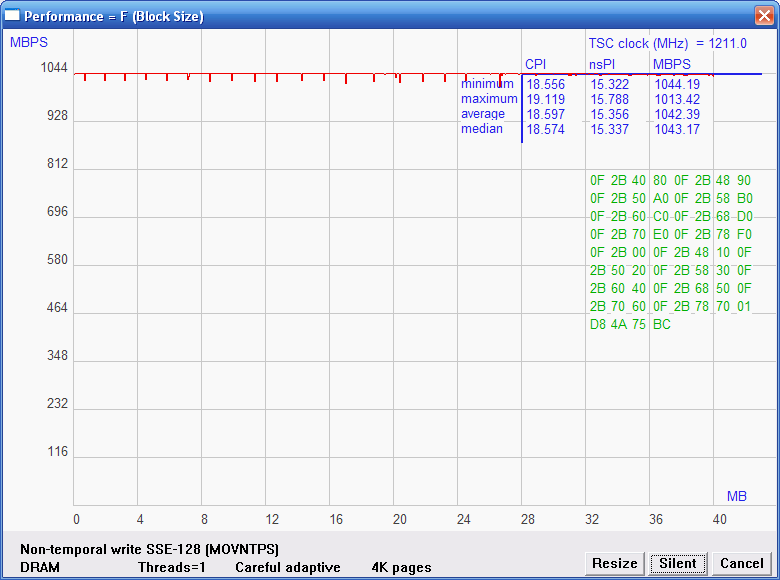 Performance = F (Block Size)
MBPS
TSC clock (MHz) = 1211.0
CPI nsPI MBPS
minimum 18.556 15.322 1044.19
maximum 19.119 15.788 1013.42
average 18.597 15.356 1042.39
median 18.574 15.337 1043.17
1044
928
812
696
580
464
348
232
116
0F 2B 40 80 0F 2B 48 90
0F 2B 50 A0 0F 2B 58 B0
0F 2B 60 C0 0F 2B 68 D0
0F 2B 70 E0 0F 2B 78 F0
0F 2B 00 0F 2B 48 10 0F
2B 50 20 0F 2B 58 30 0F
2B 60 40 0F 2B 68 50 0F
2B 70 60 0F 2B 78 70 01
D8 4A 75 BC
MB
0 4 8 12 16 20 24 28 32 36 40
Non-temporal write SSE-128 (MOVNTPS)
DRAM Threads=1 Careful adaptive 4K pages
Resize Silent Cancel